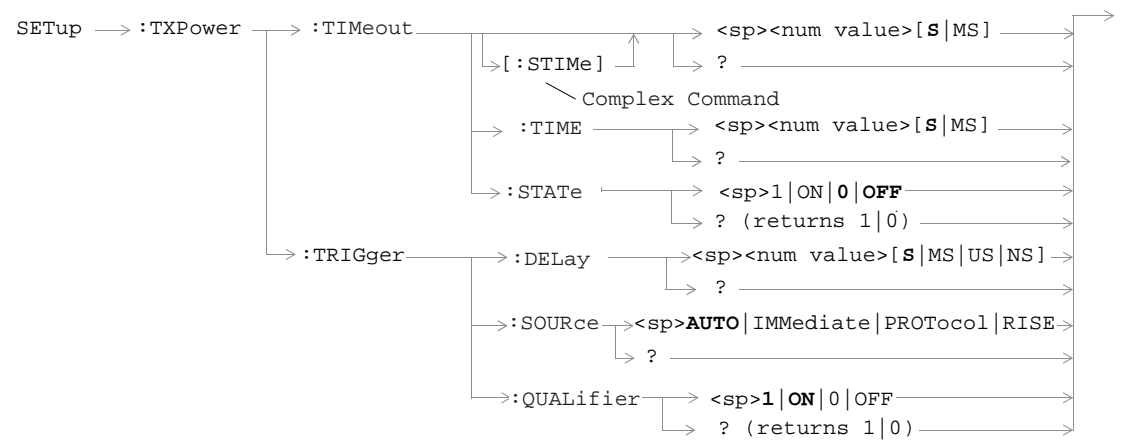 SETup :TXPower :TIMeout <sp><num value>[S|MS]
[:STIMe] ?
Complex Command
:TIME <sp><num value>[S|MS]
?
:STATe <sp>1|ON|0|OFF
? (returns 1|0)
:TRIGger :DELay <sp><num value>[S|MS|US|NS]
?
:SOURce <sp>AUTO|IMMediate|PROTocol|RISE
?
:QUALifier <sp>1|ON|0|OFF
? (returns 1|0)